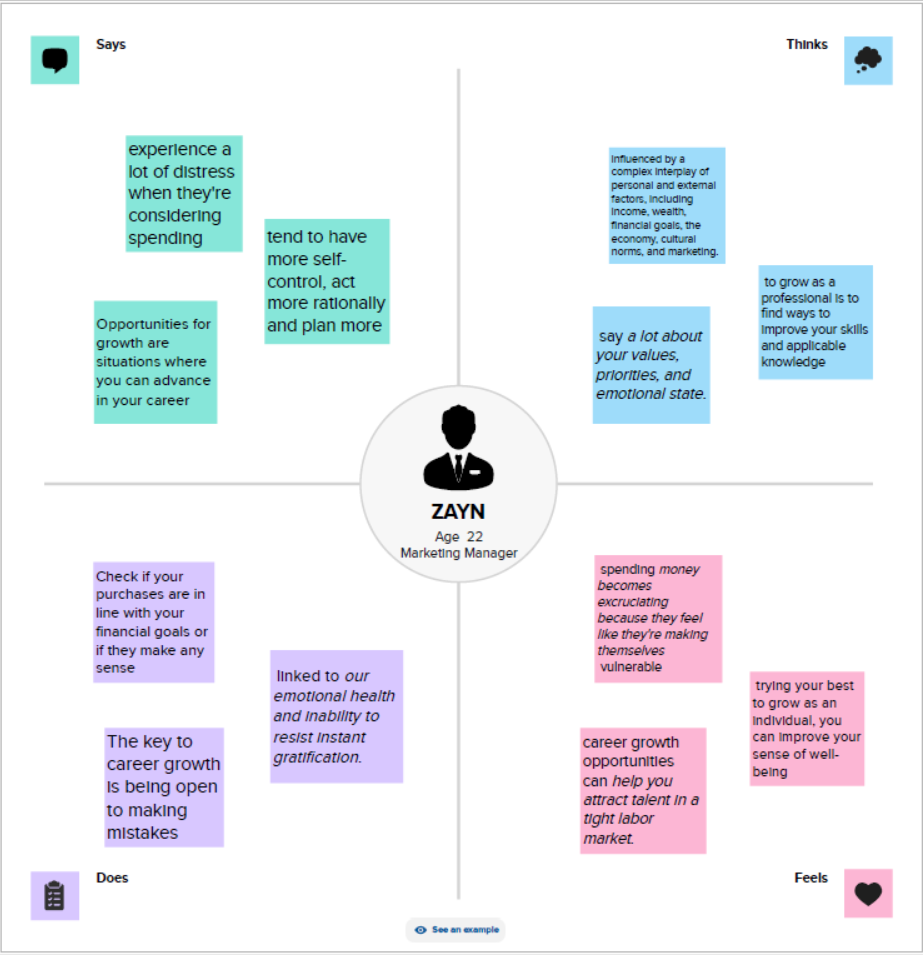 Says
Thinks
experience a
lot of distress
when they're
considering
spending
tend to have
more self-
control, act
more rationally
and plan more
Opportunities for
growth are
situations where
you can advance
in your career
Influenced by a
complex interplay of
personal and external
factors, including
income, wealth,
financial goals, the
economy, cultural
norms, and marketing.
to grow as a
professional is to
find ways to
improve your skills
and applicable
knowledge
say a lot about
your values,
priorities, and
emotional state.
ZAYN
Age 22
Marketing Manager
Check if your
purchases are in
line with your
financial goals or
if they make any
sense
linked to our
emotional health
and inability to
resist instant
gratification.
The key to
career growth
is being open
to making
mistakes
spending money
becomes
excruciating
because they feel
like they're making
themselves
vulnerable
trying your best
to grow as an
individual, you
can improve your
sense of well-
being
career growth
opportunities
can help you
attract talent in a
tight labor
market.
Does
Feels
See an example